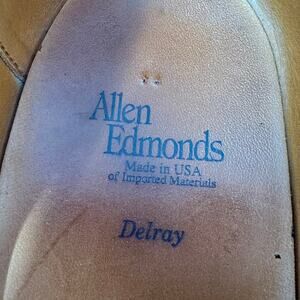 Allen
Edmonds
Made in USA
of Imported Materials
Delray